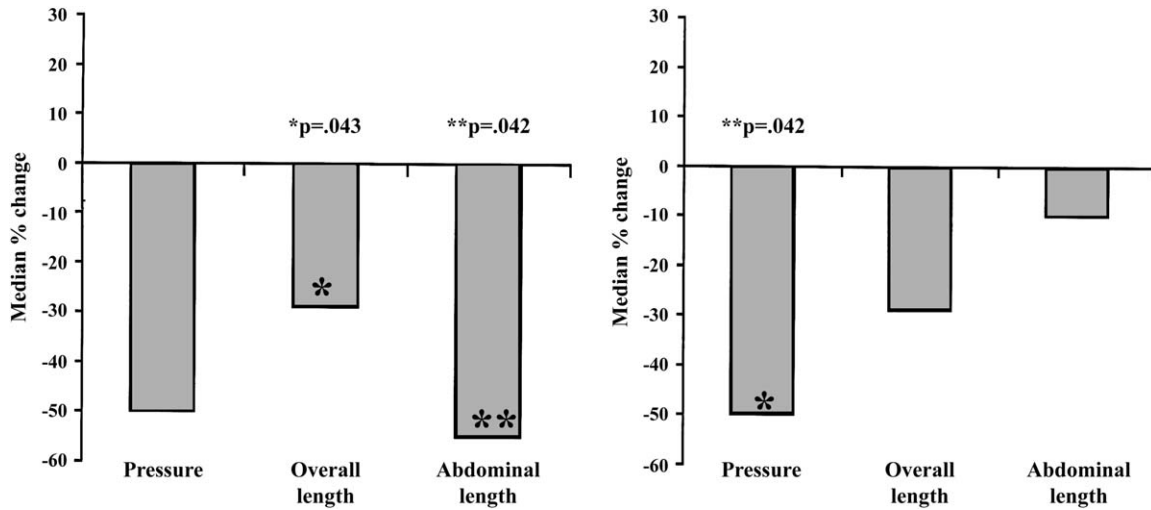 30
20
10
0
-10
-20
-30
-40
-50
-60
Median % change
*p=.043
**p=.042
*
**
Pressure
Overall
length
Abdominal
length
30
20
10
0
-10
-20
-30
-40
-50
-60
Median % change
**p=.042
*
Pressure
Overall
length
Abdominal
length